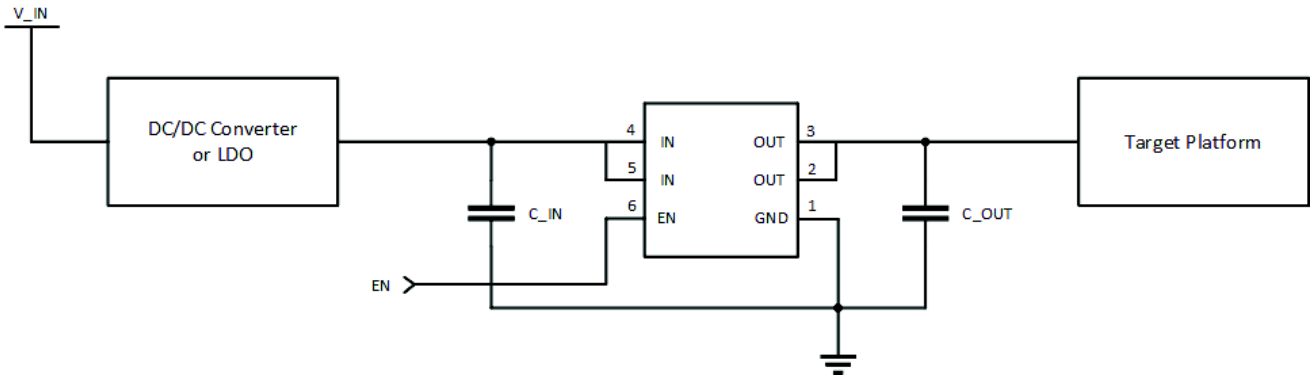 V_IN
DC/DC Converter
or LDO
4
IN
OUT
3
Target Platform
5
IN
OUT
2
6
EN
GND
1
C_IN
C_OUT
EN